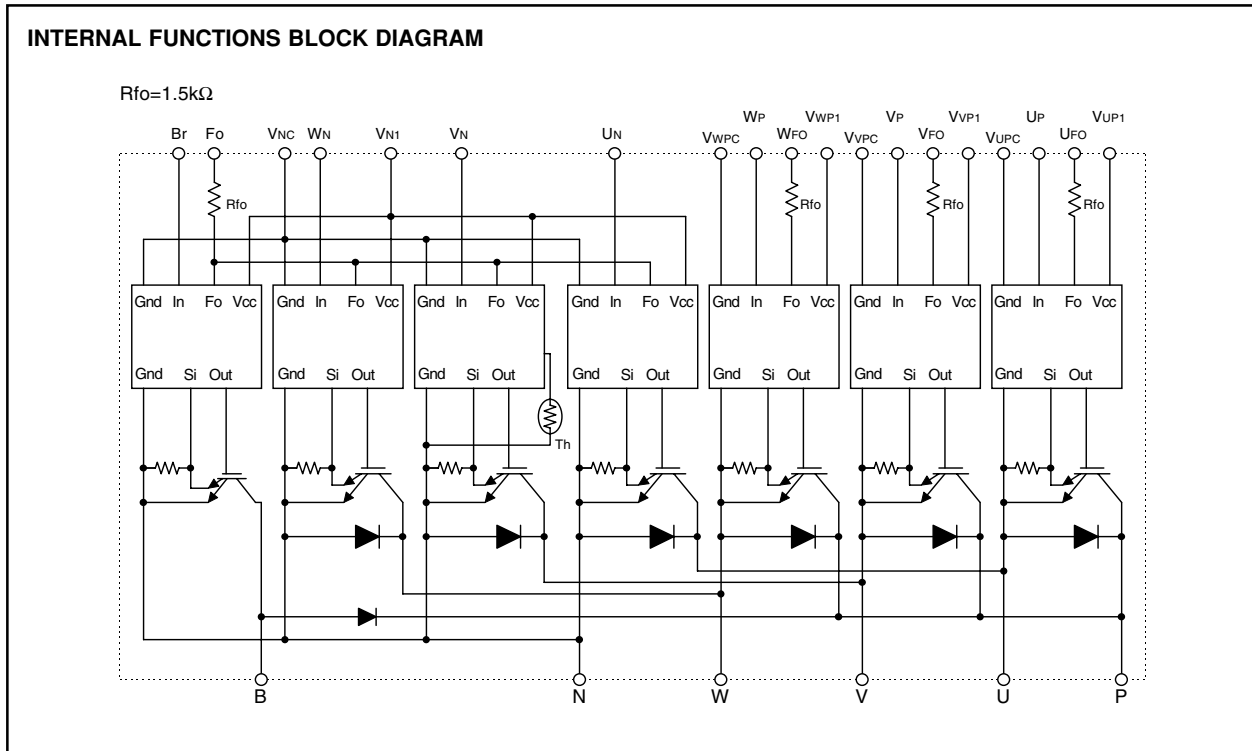 INTERNAL FUNCTIONS BLOCK DIAGRAM
Rfo=1.5kΩ
WP VWP1 VP VVP1 UP VUP1
Br FO VNC WN VN1 VN UN VWPC WFO VVPC VFO VUPC UFO
Rfo Rfo Rfo Rfo
Gnd In Fo Vcc Gnd In Fo Vcc Gnd In Fo Vcc Gnd In Fo Vcc Gnd In Fo Vcc Gnd In Fo Vcc Gnd In Fo Vcc
Gnd Si Out Gnd Si Out Gnd Si Out Gnd Si Out Gnd Si Out Gnd Si Out Gnd Si Out
Th
B N W V U P